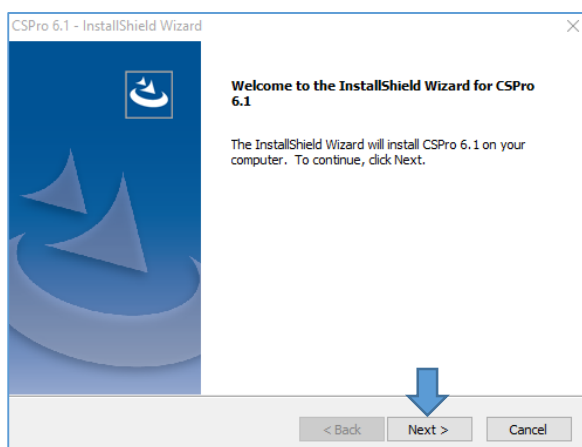 CSPro 6.1 - InstallShield Wizard
Welcome to the InstallShield Wizard for CSPro
6.1
The InstallShield Wizard will install CSPro 6.1 on your
computer. To continue, click Next.
< Back Next > Cancel